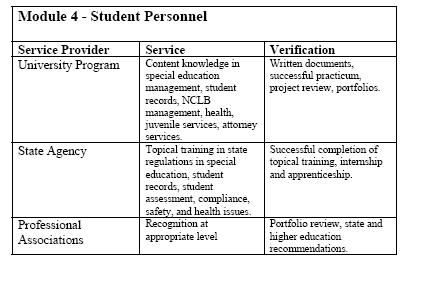 Module 4 - Student Personnel
Service Provider Service Verification
University Program
Content knowledge in
special education
management, student
records, NCLB
management, health,
juvenile services, attorney
services.
Written documents,
successful practicum,
project review, portfolios.
State Agency
Topical training in state
regulations in special
education, student
records, student
assessment, compliance,
safety, and health issues.
Successful completion of
topical training, internship
and apprenticeship.
Professional
Associations
Recognition at
appropriate level
Portfolio review, state and
higher education
recommendations.